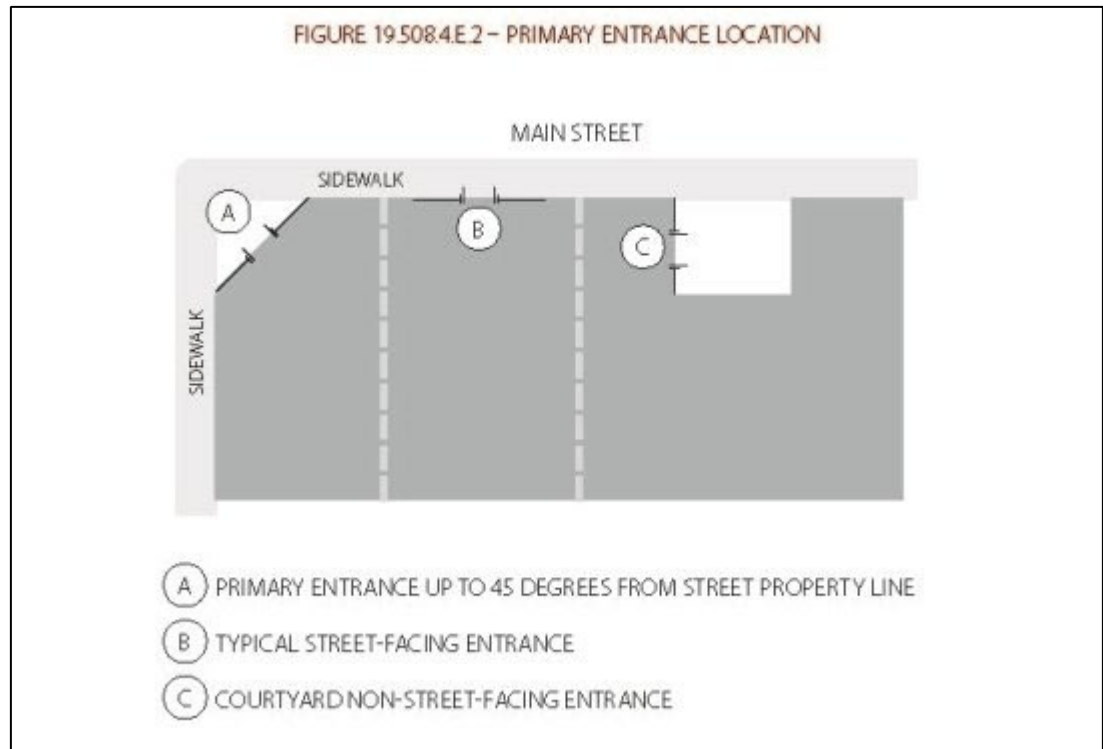 FIGURE 19.508.4.E.2 – PRIMARY ENTRANCE LOCATION
MAIN STREET
SIDEWALK
A
B
C
SIDEWALK
A PRIMARY ENTRANCE UP TO 45 DEGREES FROM STREET PROPERTY LINE
B TYPICAL STREET-FACING ENTRANCE
C COURTYARD NON-STREET-FACING ENTRANCE